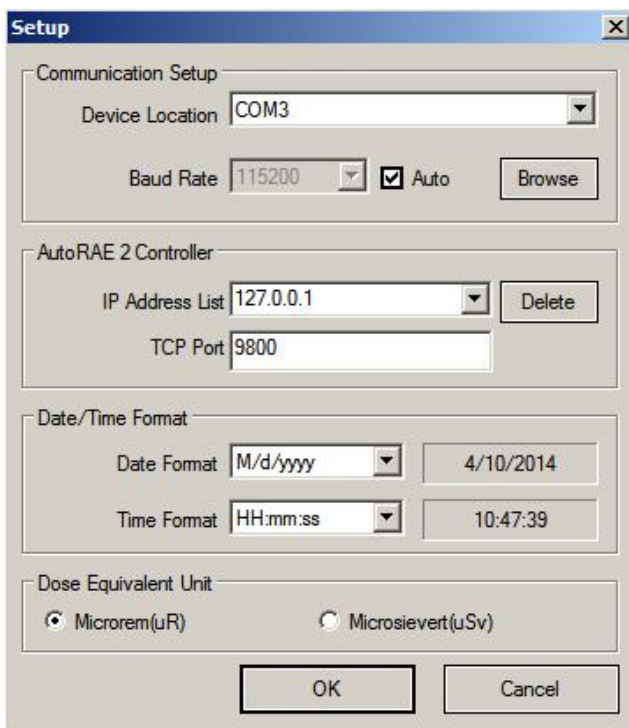 Setup
Communication Setup
Device Location COM3
Baud Rate 115200 Auto Browse
AutoRAE 2 Controller
IP Address List 127.0.0.1 Delete
TCP Port 9800
Date/Time Format
Date Format M/d/yyyy 4/10/2014
Time Format HH:mm:ss 10:47:39
Dose Equivalent Unit
Microrem(uR) Microsievert(uSv)
OK Cancel